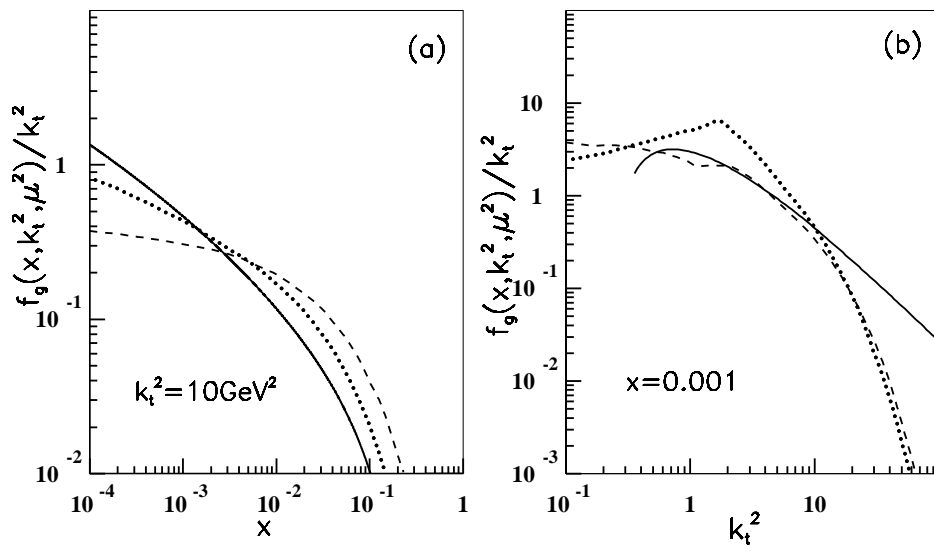 (a)
f_g(x,k_t^2,μ^2)/k_t^2
1
10^-1
10^-2
k_t^2=10GeV^2
10^-4 10^-3 10^-2 10^-1 1
x
(b)
f_g(x,k_t^2,μ^2)/k_t^2
10
1
10^-1
10^-2
10^-3
x=0.001
10^-1 1 10
k_t^2